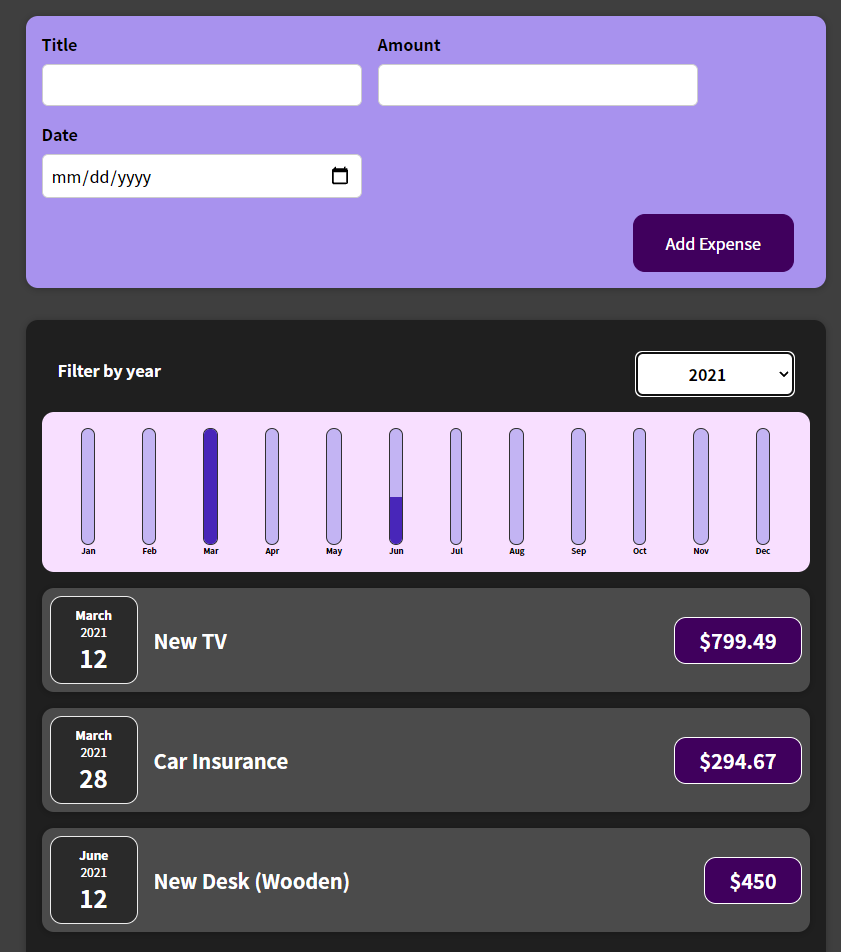 Title Amount
Date
mm/dd/yyyy
Add Expense
Filter by year 2021
Jan Feb Mar Apr May Jun Jul Aug Sep Oct Nov Dec
March
2021
12
New TV
$799.49
March
2021
28
Car Insurance
$294.67
June
2021
12
New Desk (Wooden)
$450